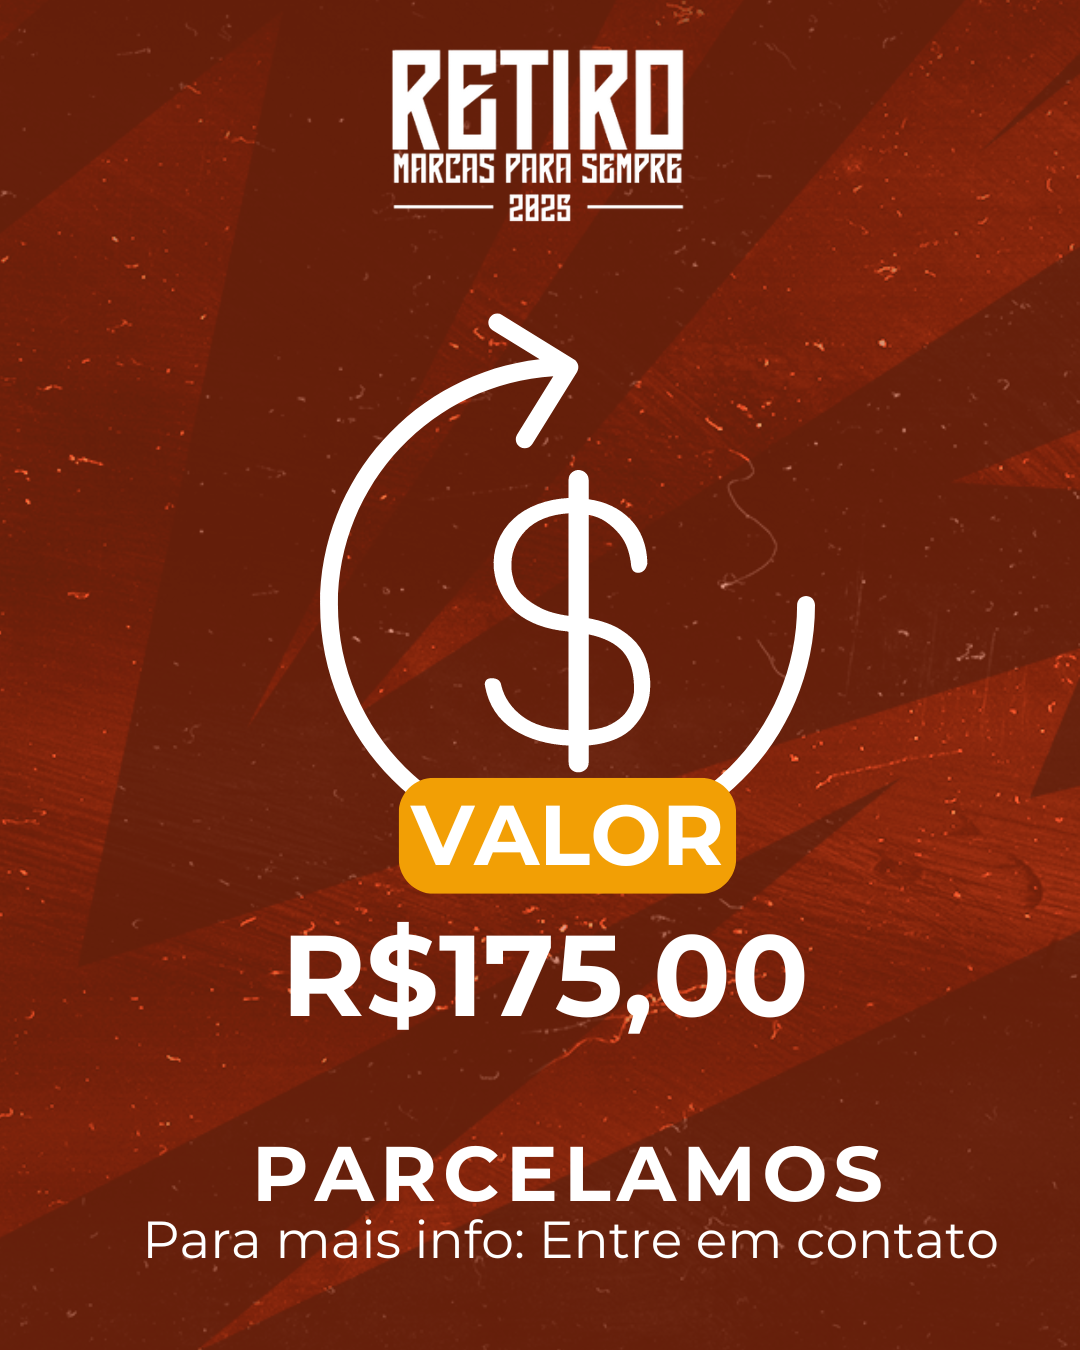 RETIRO
MARCAS PARA SEMPRE
2025
$
VALOR
R$175,00
PARCELAMOS
Para mais info: Entre em contato